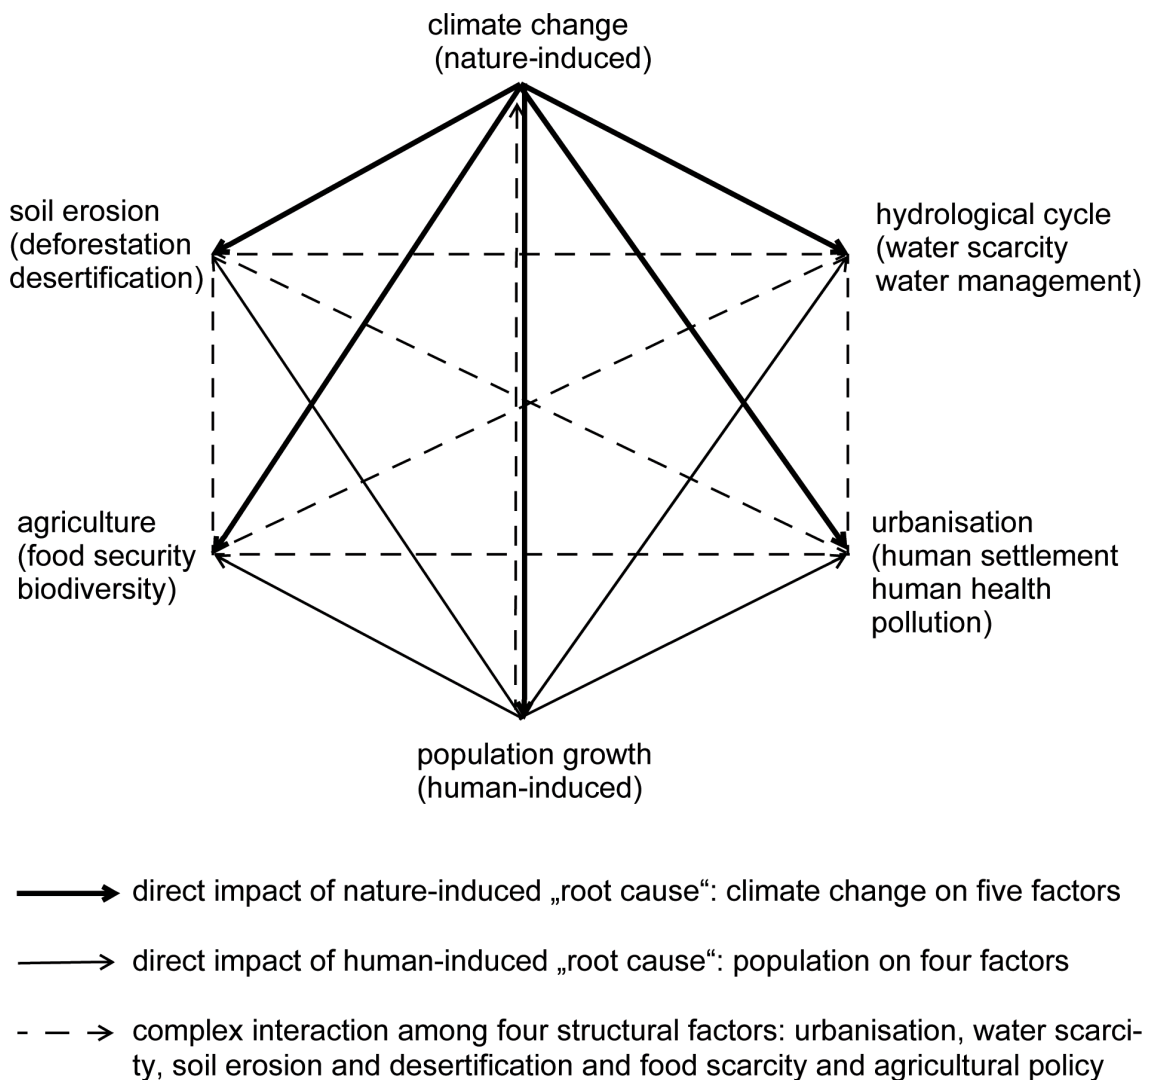 climate change
(nature-induced)
soil erosion
(deforestation
desertification)
hydrological cycle
(water scarcity
water management)
agriculture
(food security
biodiversity)
urbanisation
(human settlement
human health
pollution)
population growth
(human-induced)
direct impact of nature-induced „root cause“: climate change on five factors
direct impact of human-induced „root cause“: population on four factors
complex interaction among four structural factors: urbanisation, water scarci-
ty, soil erosion and desertification and food scarcity and agricultural policy